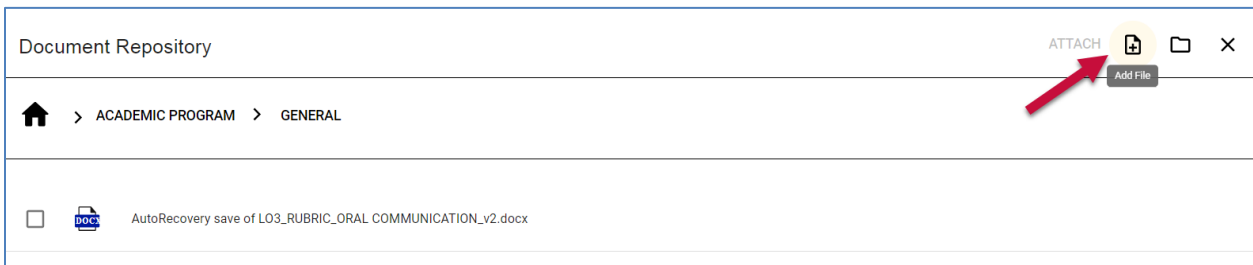 Document Repository
ATTACH
Add File
ACADEMIC PROGRAM > GENERAL
DOCX
AutoRecovery save of LO3_RUBRIC_ORAL COMMUNICATION_v2.docx